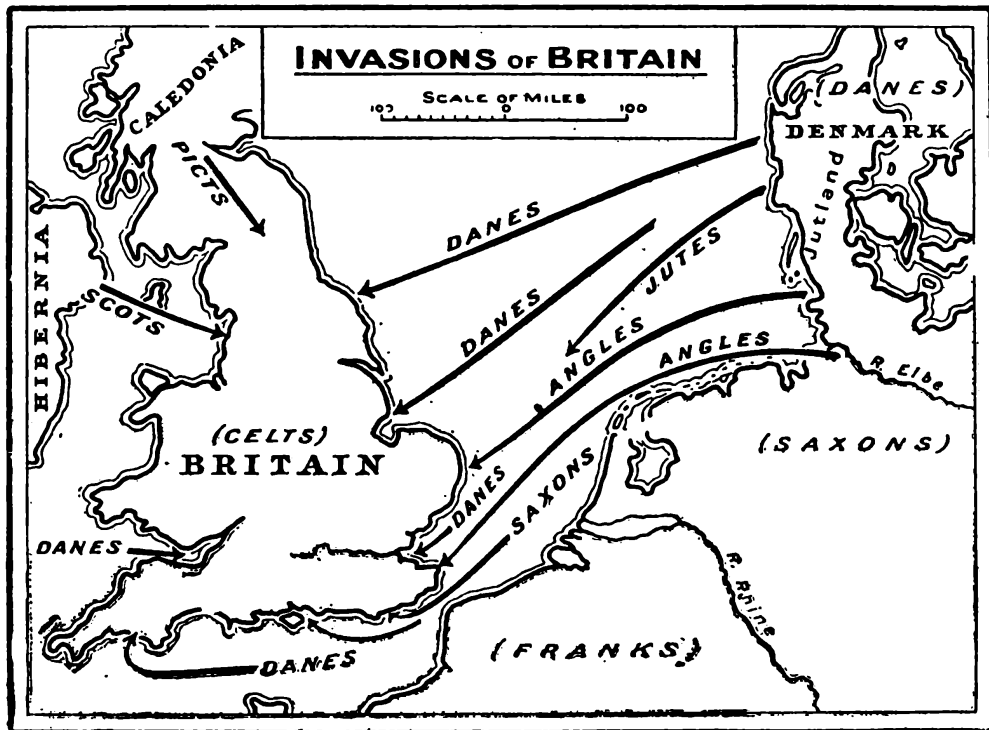 INVASIONS OF BRITAIN
SCALE OF MILES
100 0 100
CALEDONIA
PICTS
HIBERNIA
SCOTS
(DANES)
DENMARK
Jutlund
DANES
JUTES
DANES
ANGLES
ANGLES
R. Elbe
(CELTS)
BRITAIN
(SAXONS)
DANES
SAXONS
DANES
R. Rhine
DANES
(FRANKS)